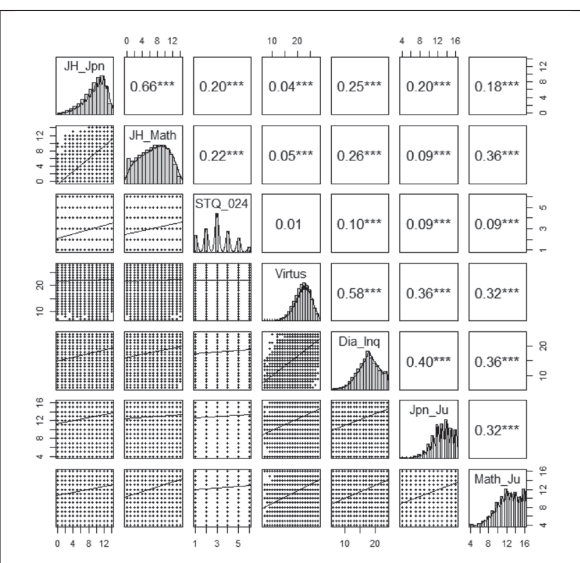 0 4 8 12
10 20
4 8 12 16
JH_Jpn
0.66***
0.20***
0.04***
0.25***
0.20***
0.18***
0 4 8 12
0 4 8 12
JH_Math
0.22***
0.05***
0.26***
0.09***
0.36***
STQ_024
0.01
0.10***
0.09***
0.09***
1 3 5
10 20
Virtus
0.58***
0.36***
0.32***
Dia_Inq
0.40***
0.36***
10 20
4 8 12 16
Jpn_Ju
0.32***
Math_Ju
4 8 12 16
0 4 8 12
1 3 5
10 20
4 8 12 16